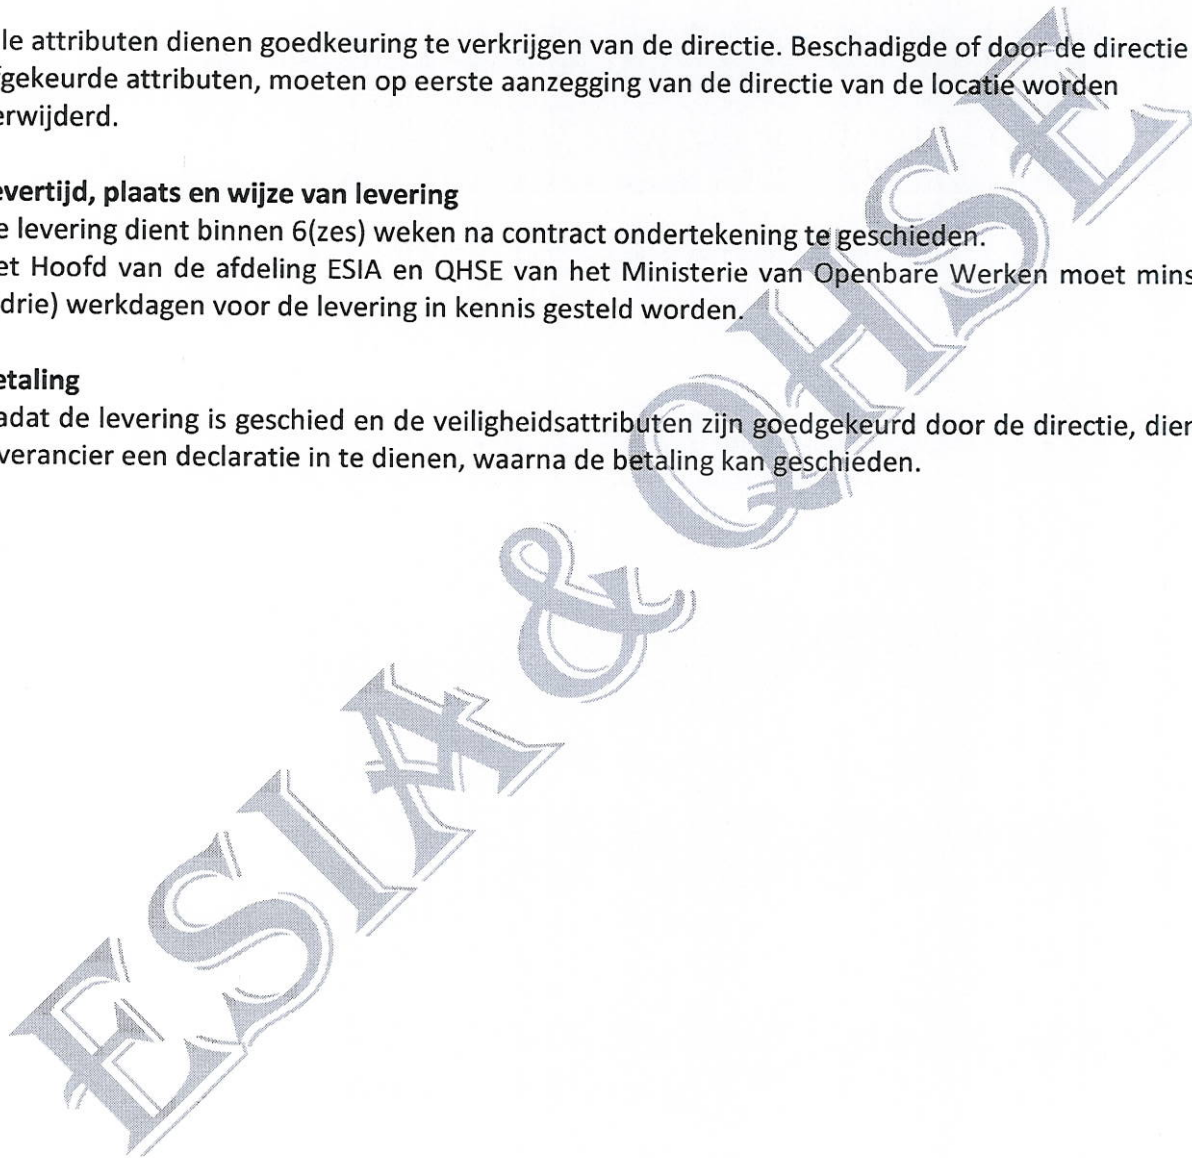 le attributen dienen goedkeuring te verkrijgen van de directie. Beschadigde of door de directie
gekeurde attributen, moeten op eerste aanzegging van de directie van de locatie worden
erwijderd.
evertijd, plaats en wijze van levering
e levering dient binnen 6(zes) weken na contract ondertekening te geschieden.
et Hoofd van de afdeling ESIA en QHSE van het Ministerie van Openbare Werken moet mins
drie) werkdagen voor de levering in kennis gesteld worden.
etaling
adat de levering is geschied en de veiligheidsattributen zijn goedgekeurd door de directie, dien
verancier een declaratie in te dienen, waarna de betaling kan geschieden.
ESIA & QHSE